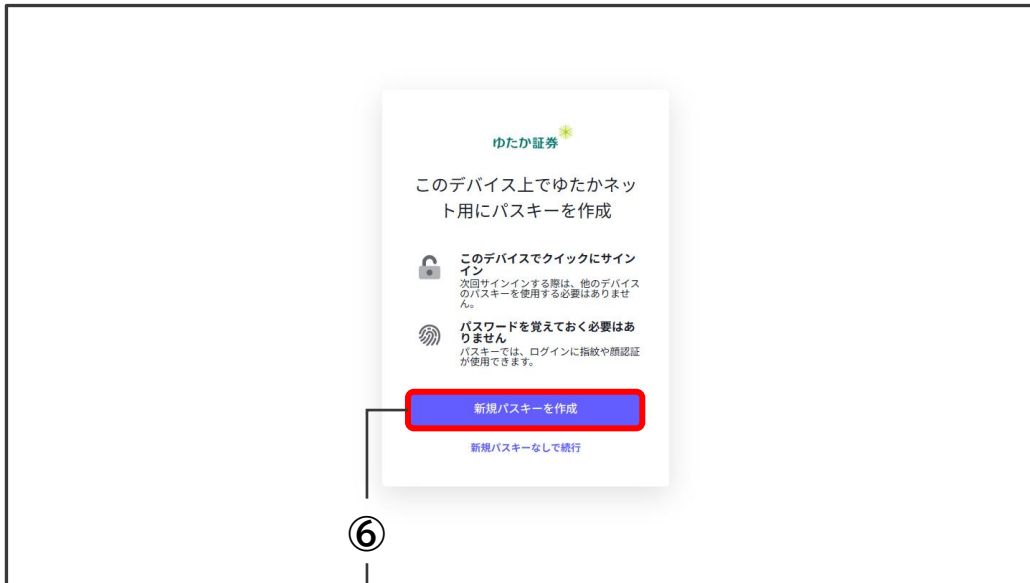 ゆたか証券
このデバイス上でゆたかネッ
ト用にパスキーを作成
このデバイスでクイックにサイン
イン
次回サインインする際は、他のデバイス
のパスキーを使用する必要はありませ
ん。
パスワードを覚えておく必要はあ
りません
パスキーでは、ログインに指紋や顔認証
が使用できます。
新規パスキーを作成
新規パスキーなしで続行
⑥